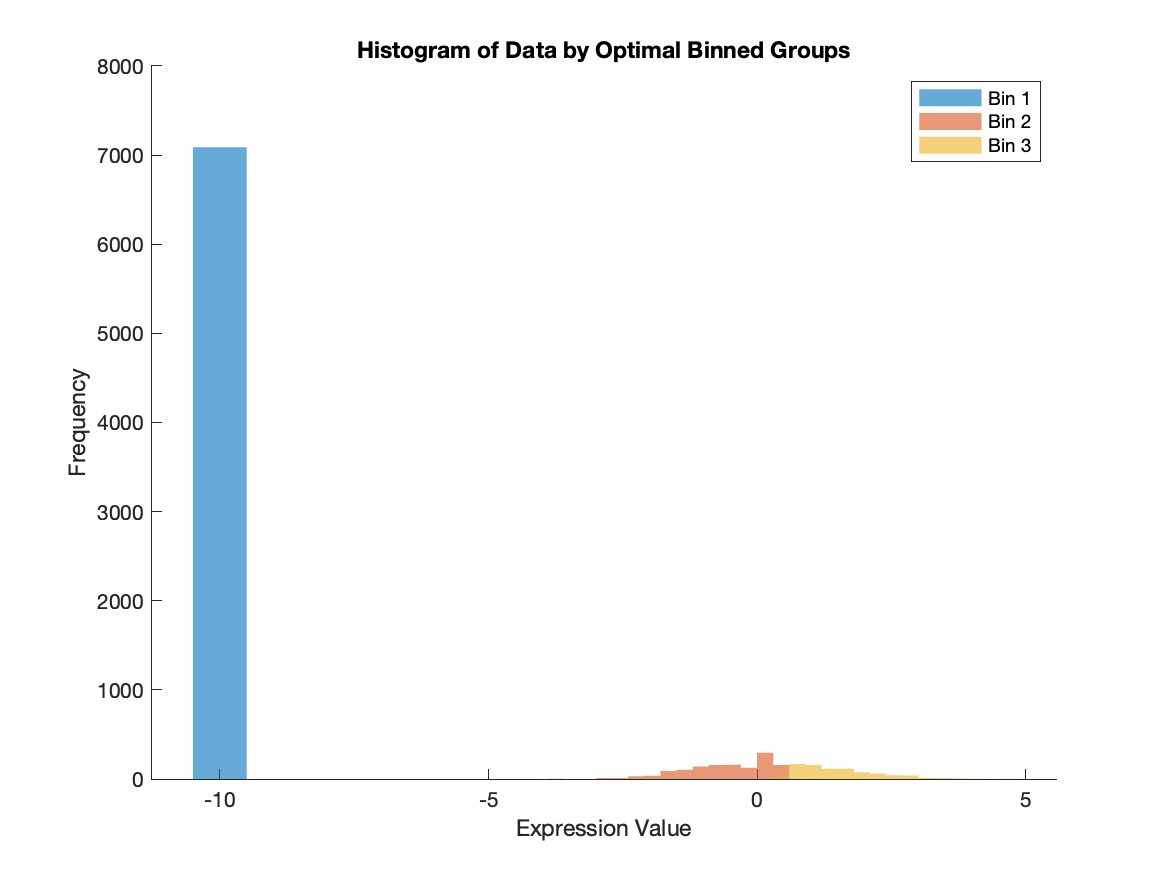 Histogram of Data by Optimal Binned Groups
8000
7000
6000
5000
4000
3000
2000
1000
0
Frequency
Bin 1
Bin 2
Bin 3
-10
-5
0
5
Expression Value